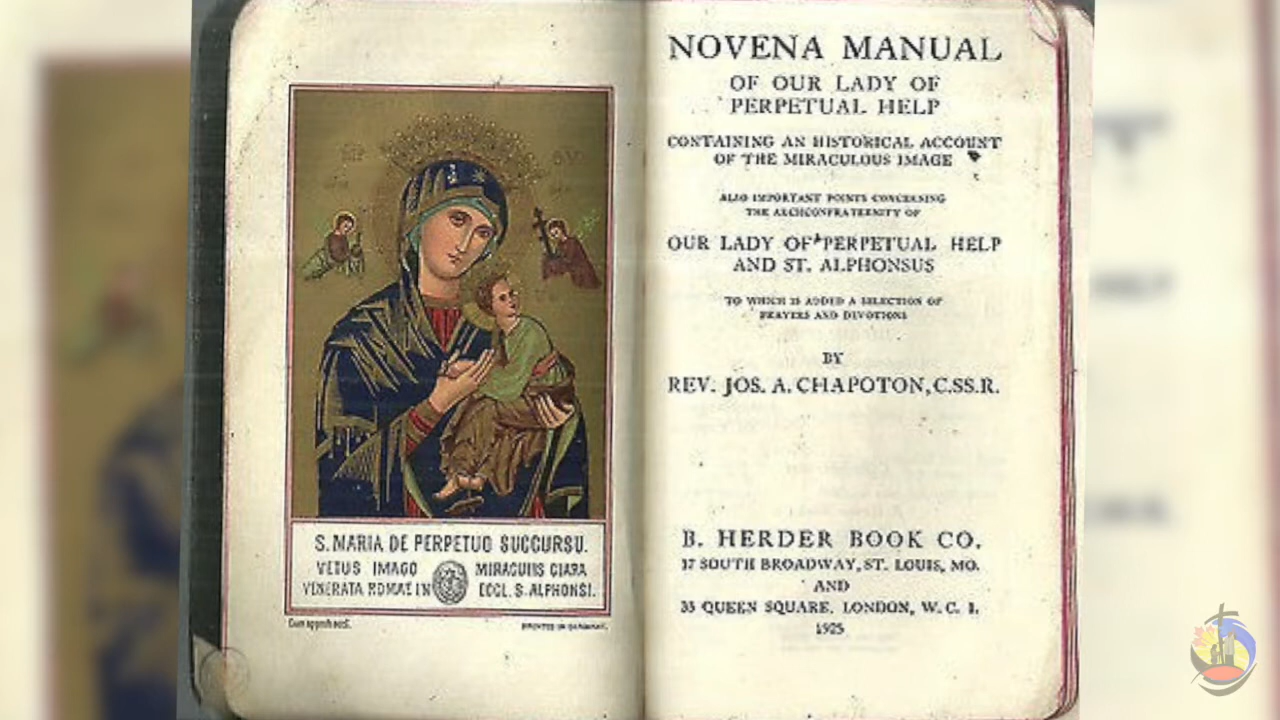 S. MARIA DE PERPETUO SUCCURSU.
VETUS IMAGO MIRACULIS CLARA
VENERATA ROMAE IN ECCL. S. ALPHONSI.
PRINTED IN GERMANY.
NOVENA MANUAL
OF OUR LADY OF
PERPETUAL HELP
CONTAINING AN HISTORICAL ACCOUNT
OF THE MIRACULOUS IMAGE
ALSO IMPORTANT POINTS CONCERNING
THE ARCHCONFRATERNITY OF
OUR LADY OF PERPETUAL HELP
AND ST. ALPHONSUS
TO WHICH IS ADDED A SELECTION OF
PRAYERS AND DEVOTIONS
BY
REV. JOS. A. CHAPOTON, C.SS.R.
B. HERDER BOOK CO.
17 SOUTH BROADWAY, ST. LOUIS, MO.
AND
33 QUEEN SQUARE, LONDON, W. C. 1.
1925